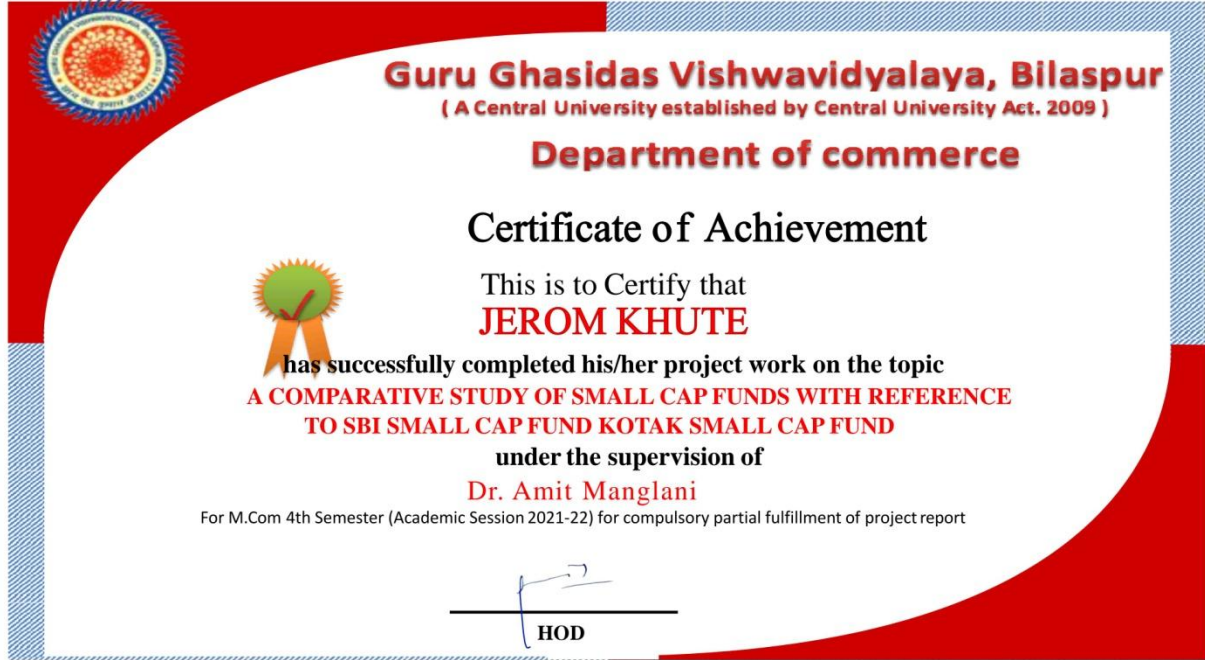 Guru Ghasidas Vishwavidyalaya, Bilaspur
( A Central University established by Central University Act. 2009 )
Department of commerce
Certificate of Achievement
This is to Certify that
JEROM KHUTE
has successfully completed his/her project work on the topic
A COMPARATIVE STUDY OF SMALL CAP FUNDS WITH REFERENCE
TO SBI SMALL CAP FUND KOTAK SMALL CAP FUND
under the supervision of
Dr. Amit Manglani
For M.Com 4th Semester (Academic Session 2021-22) for compulsory partial fulfillment of project report
HOD